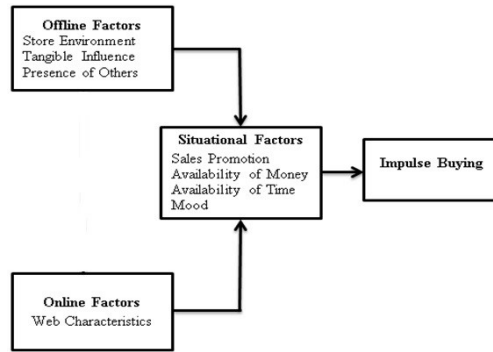 Offline Factors
Store Environment
Tangible Influence
Presence of Others
Situational Factors
Sales Promotion
Availability of Money
Availability of Time
Mood
Impulse Buying
Online Factors
Web Characteristics